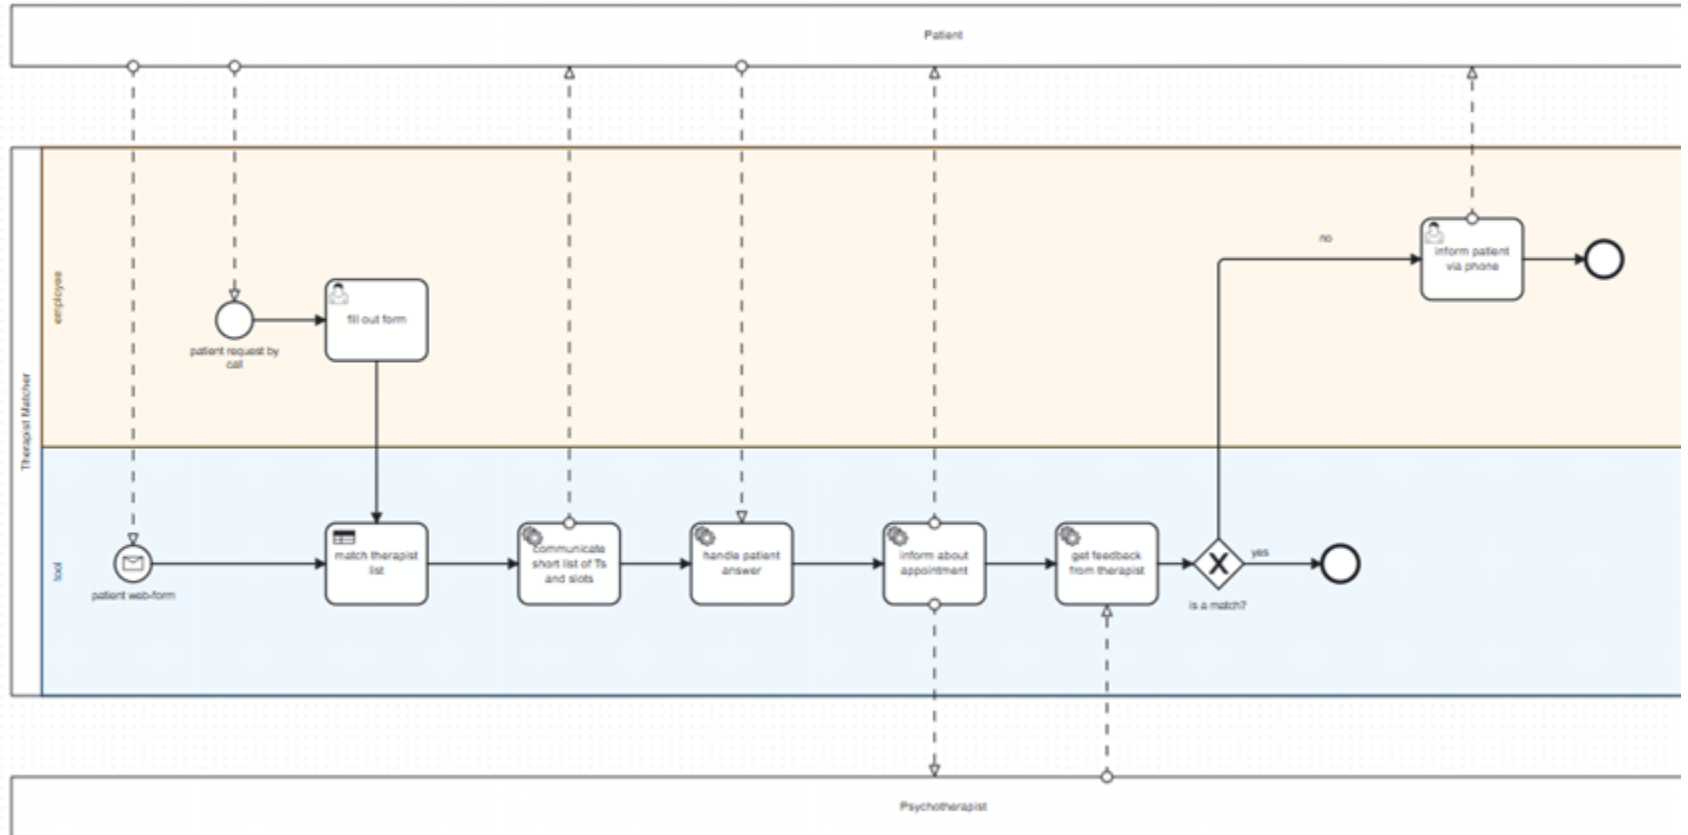 Patient
Therapist Matcher
employee
patient request by
call
fill out form
no
inform patient
via phone
tool
patient web-form
match therapist
list
communicate
short list of Ts
and slots
handle patient
answer
inform about
appointment
get feedback
from therapist
is a match?
yes
Psychotherapist